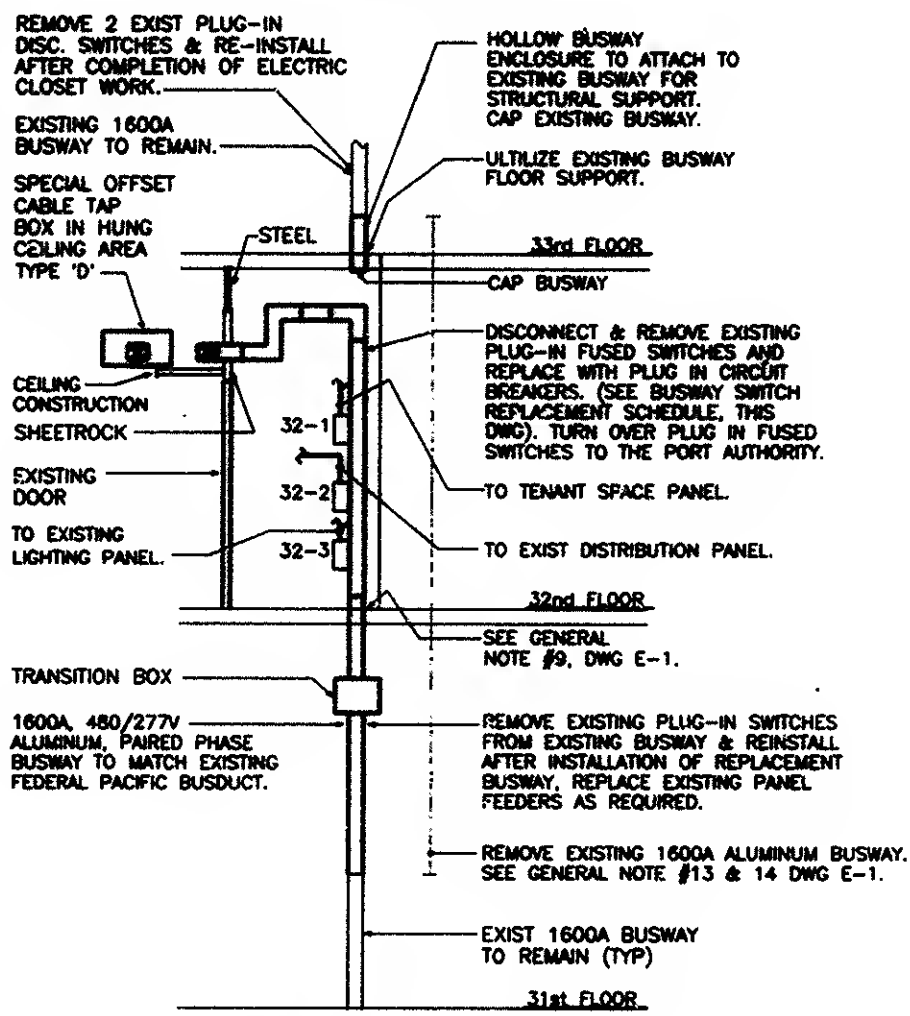 REMOVE 2 EXIST PLUG-IN
DISC. SWITCHES & RE-INSTALL
AFTER COMPLETION OF ELECTRIC
CLOSET WORK.
EXISTING 1600A
BUSWAY TO REMAIN.
SPECIAL OFFSET
CABLE TAP
BOX IN HUNG
CEILING AREA
TYPE 'D'
STEEL
HOLLOW BUSWAY
ENCLOSURE TO ATTACH TO
EXISTING BUSWAY FOR
STRUCTURAL SUPPORT.
CAP EXISTING BUSWAY.
ULTILIZE EXISTING BUSWAY
FLOOR SUPPORT.
33rd FLOOR
CAP BUSWAY
DISCONNECT & REMOVE EXISTING
PLUG-IN FUSED SWITCHES AND
REPLACE WITH PLUG IN CIRCUIT
BREAKERS. (SEE BUSWAY SWITCH
REPLACEMENT SCHEDULE, THIS
DWG). TURN OVER PLUG IN FUSED
SWITCHES TO THE PORT AUTHORITY.
CEILING
CONSTRUCTION
SHEETROCK
32-1
EXISTING
DOOR
32-2
TO TENANT SPACE PANEL.
TO EXISTING
LIGHTING PANEL.
32-3
TO EXIST DISTRIBUTION PANEL.
32nd FLOOR
SEE GENERAL
NOTE #9, DWG E-1.
TRANSITION BOX
1600A, 480/277V
ALUMINUM, PAIRED PHASE
BUSWAY TO MATCH EXISTING
FEDERAL PACIFIC BUSDUCT.
REMOVE EXISTING PLUG-IN SWITCHES
FROM EXISTING BUSWAY & REINSTALL
AFTER INSTALLATION OF REPLACEMENT
BUSWAY, REPLACE EXISTING PANEL
FEEDERS AS REQUIRED.
REMOVE EXISTING 1600A ALUMINUM BUSWAY.
SEE GENERAL NOTE #13 & 14 DWG E-1.
EXIST 1600A BUSWAY
TO REMAIN (TYP)
31st FLOOR